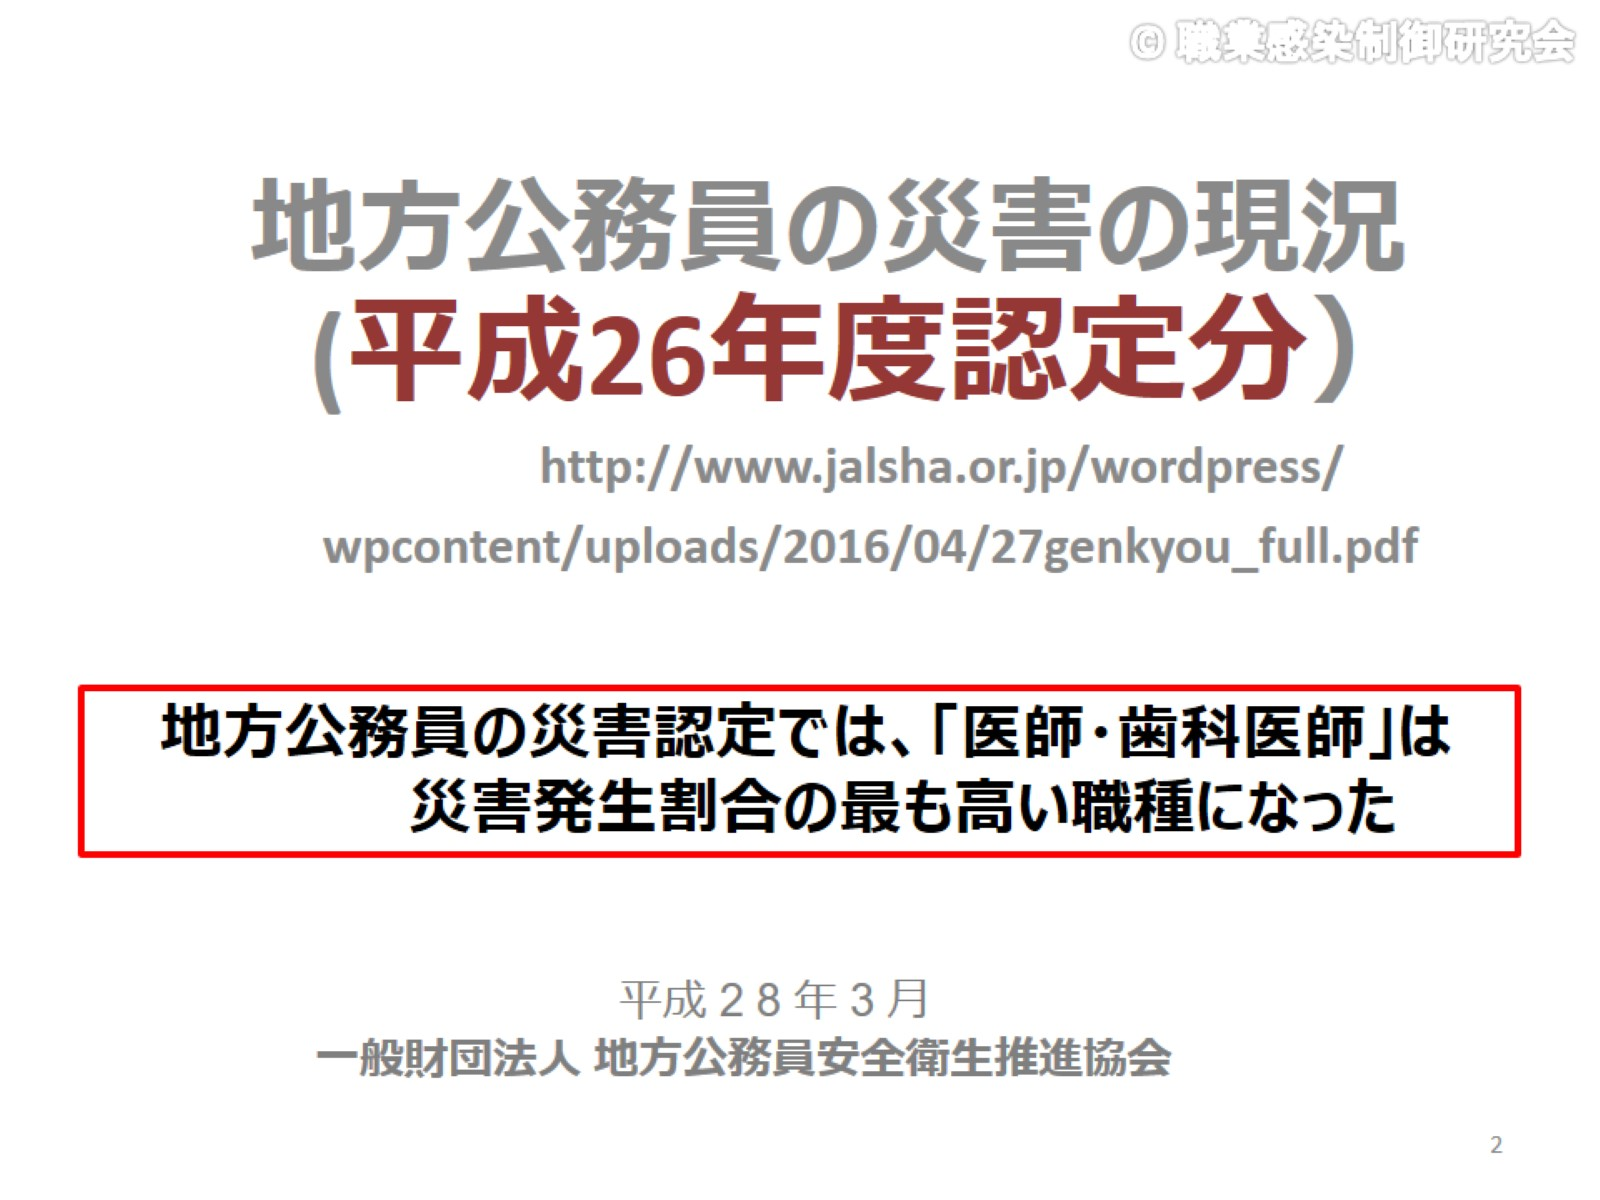 © 職業感染制御研究会
地方公務員の災害の現況
(平成26年度認定分）
http://www.jalsha.or.jp/wordpress/
wpcontent/uploads/2016/04/27genkyou_full.pdf
地方公務員の災害認定では、「医師・歯科医師」は
災害発生割合の最も高い職種になった
平成２８年３月
一般財団法人 地方公務員安全衛生推進協会
2